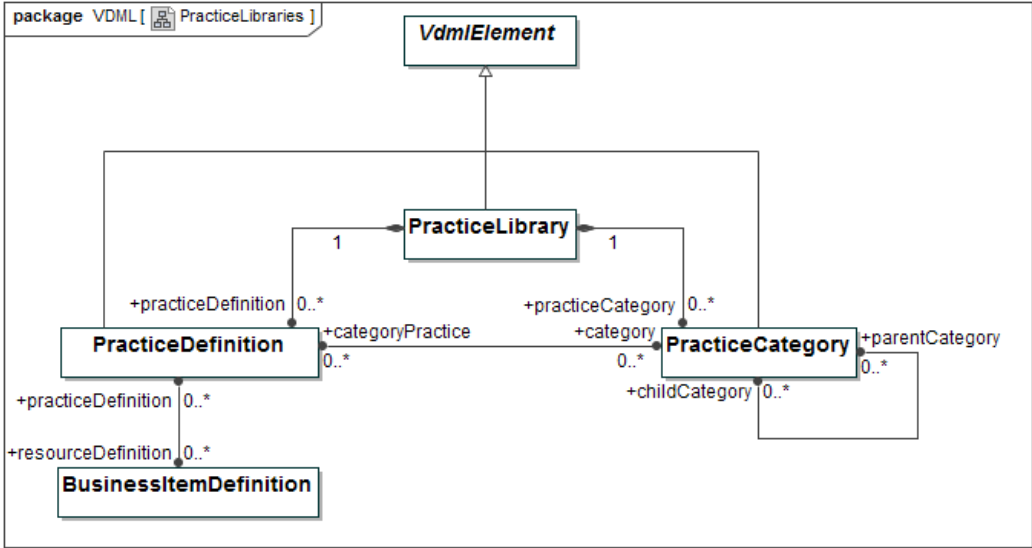 package VDML [ PracticeLibraries ]
VdmlElement
PracticeLibrary
1
1
+practiceDefinition 0..*
+practiceCategory 0..*
+categoryPractice
+category
+parentCategory
PracticeDefinition
PracticeCategory
0..*
0..*
0..*
+practiceDefinition 0..*
+childCategory 0..*
+resourceDefinition 0..*
BusinessItemDefinition